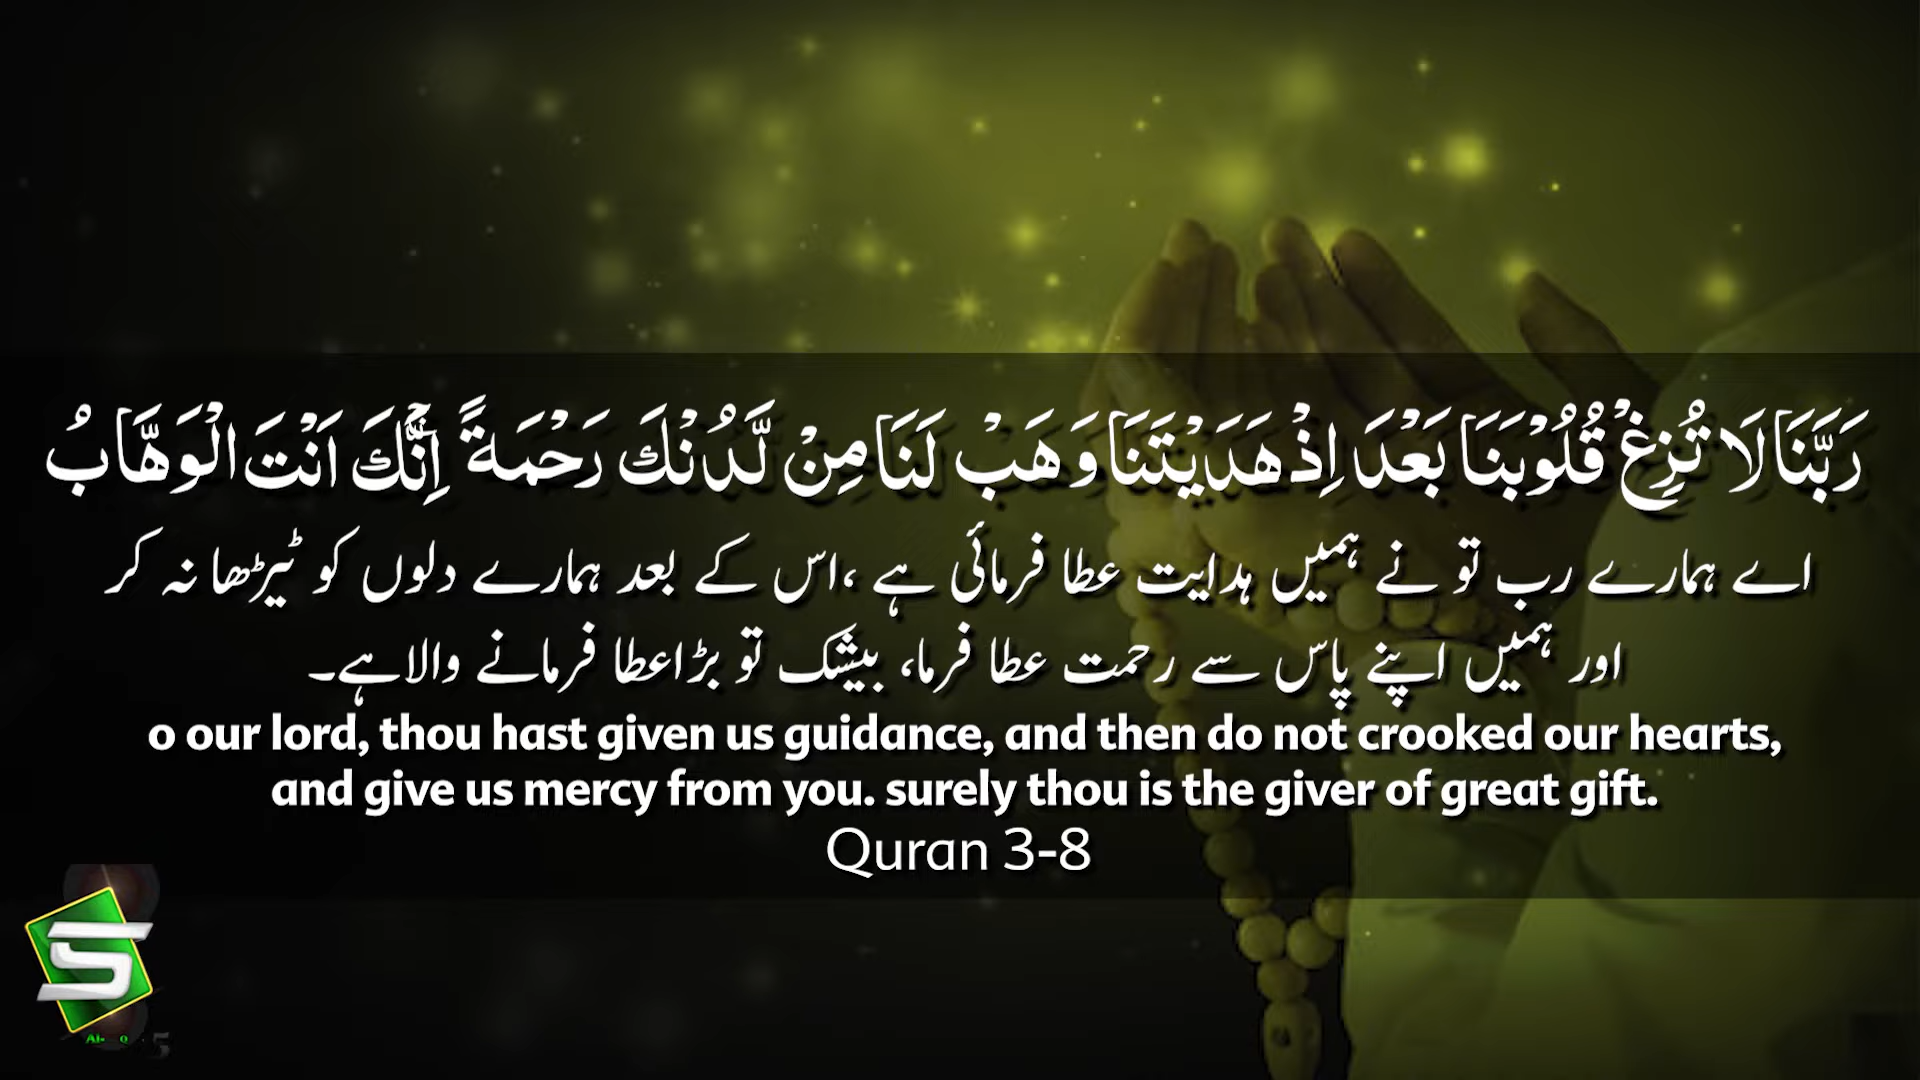 رَبَّنَا لَا تُزِغْ قُلُوْبَنَا بَعْدَ اِذْ هَدَيْتَنَا وَهَبْ لَنَا مِنْ لَّدُنْكَ رَحْمَةً ۚ اِنَّكَ اَنْتَ الْوَهَّابُ
اے ہمارے رب تو نے ہمیں ہدایت عطا فرمائی ہے ،اس کے بعد ہمارے دلوں کو ٹیڑھا نہ کر
اور ہمیں اپنے پاس سے رحمت عطا فرما، بیشک تو بڑا عطا فرمانے والا ہے۔
o our lord, thou hast given us guidance, and then do not crooked our hearts,
and give us mercy from you. surely thou is the giver of great gift.
Quran 3-8
S